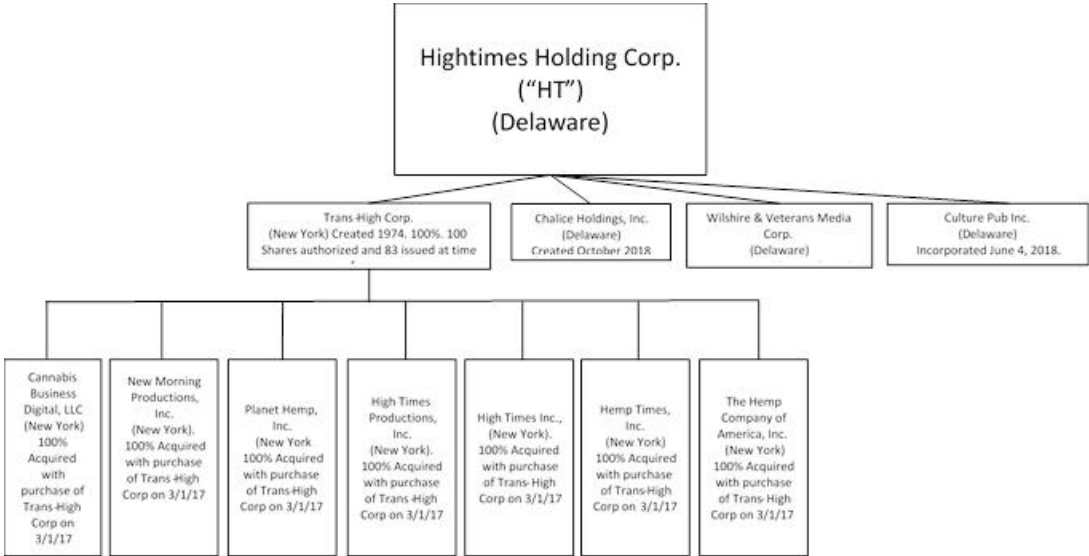 Hightimes Holding Corp.
(“HT”)
(Delaware)
Trans-High Corp.
(New York) Created 1974. 100%. 100
Shares authorized and 83 issued at time
Chalice Holdings, Inc.
(Delaware)
Created October 2018
Wilshire & Veterans Media
Corp.
(Delaware)
Culture Pub Inc.
(Delaware)
Incorporated June 4, 2018.
Cannabis
Business
Digital, LLC
(New York)
100%
Acquired
with
purchase of
Trans-High
Corp on
3/1/17
New Morning
Productions,
Inc.
(New York).
100% Acquired
with purchase
of Trans-High
Corp on 3/1/17
Planet Hemp,
Inc.
(New York
100% Acquired
with purchase
of Trans-High
Corp on 3/1/17
High Times
Productions,
Inc.
(New York).
100% Acquired
with purchase
of Trans-High
Corp on 3/1/17
High Times Inc.,
(New York).
100% Acquired
with purchase
of Trans-High
Corp on 3/1/17
Hemp Times,
Inc.
(New York)
100% Acquired
with purchase
of Trans-High
Corp on 3/1/17
The Hemp
Company of
America, Inc.
(New York)
100% Acquired
with purchase
of Trans-High
Corp on 3/1/17